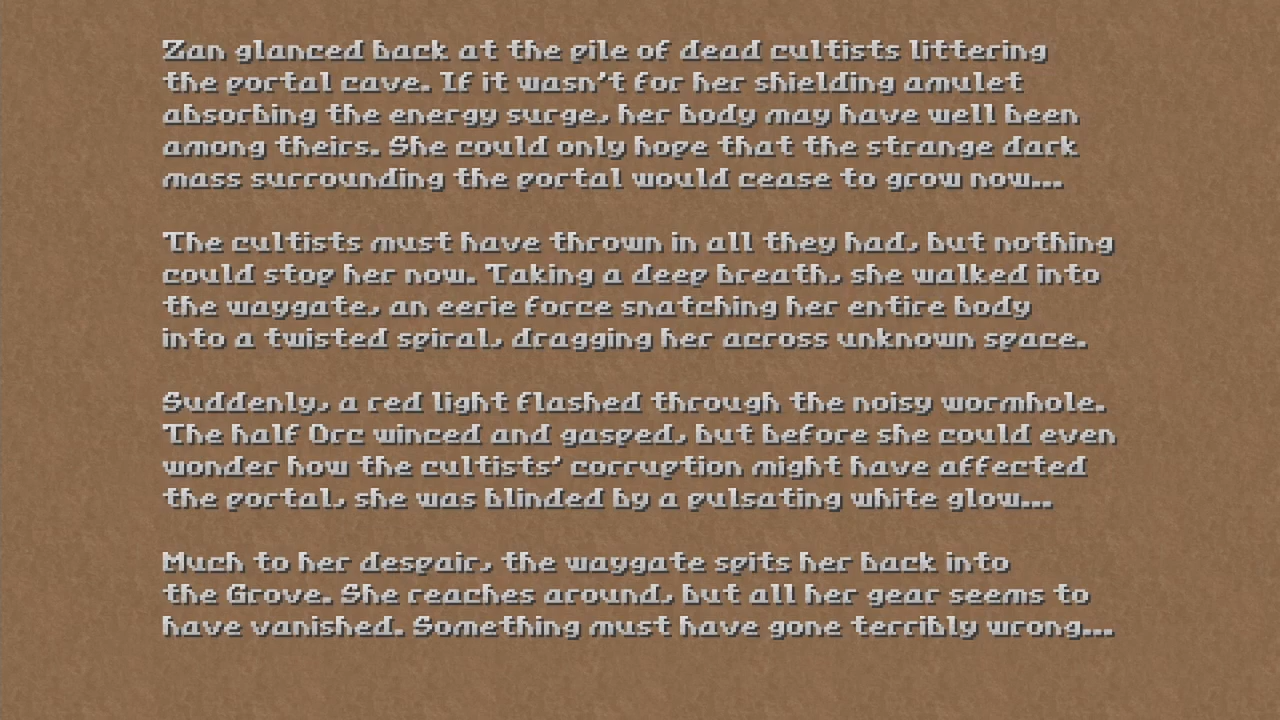 Zan glanced back at the pile of dead cultists littering
the portal cave. If it wasn't for her shielding amulet
absorbing the energy surge, her body may have well been
among theirs. She could only hope that the strange dark
mass surrounding the portal would cease to grow now...
The cultists must have thrown in all they had, but nothing
could stop her now. Taking a deep breath, she walked into
the waygate, an eerie force snatching her entire body
into a twisted spiral, dragging her across unknown space.
Suddenly, a red light flashed through the noisy wormhole.
The half Orc winced and gasped, but before she could even
wonder how the cultists' corruption might have affected
the portal, she was blinded by a pulsating white glow...
Much to her despair, the waygate spits her back into
the Grove. She reaches around, but all her gear seems to
have vanished. Something must have gone terribly wrong...